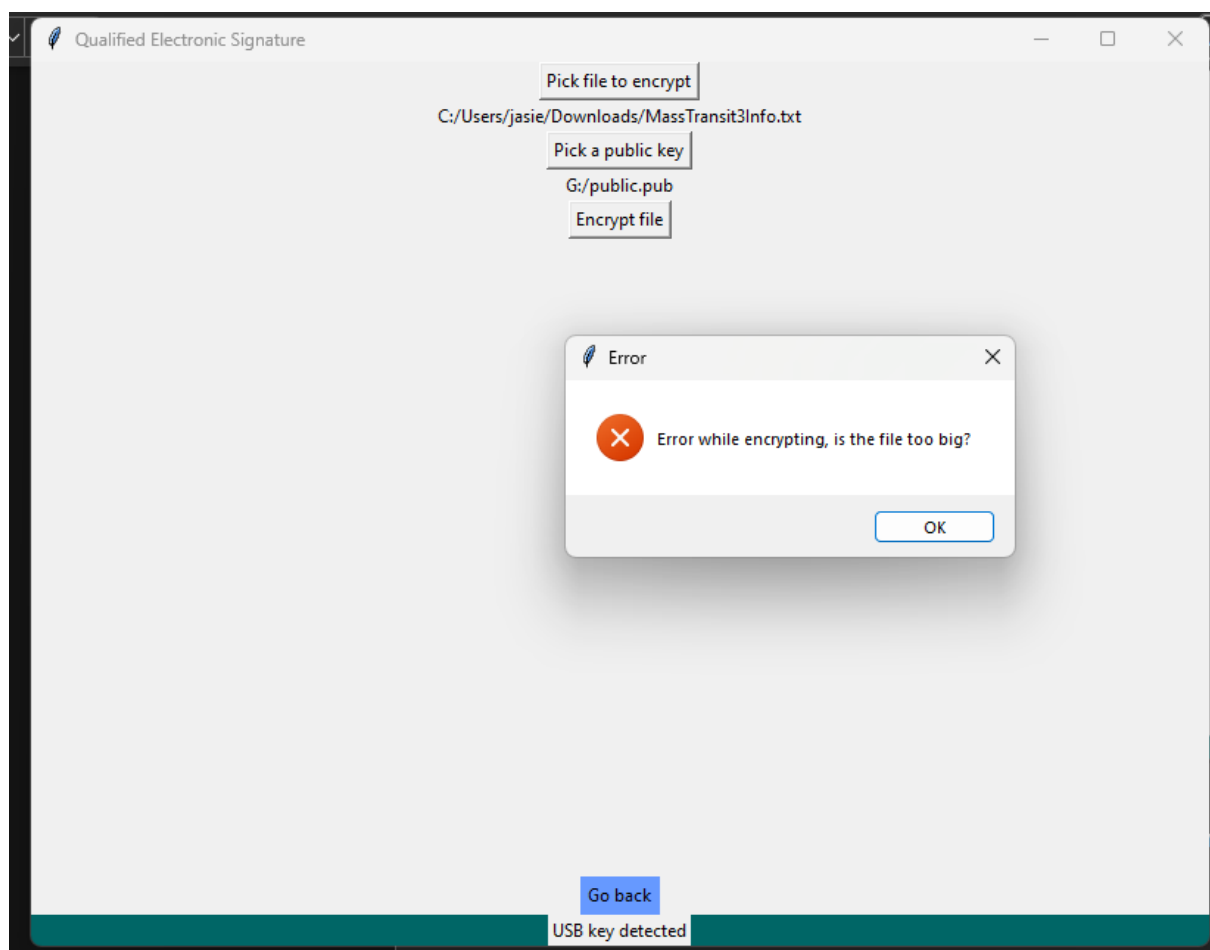 Qualified Electronic Signature
Pick file to encrypt
C:/Users/jasie/Downloads/MassTransit3Info.txt
Pick a public key
G:/public.pub
Encrypt file
Error
Error while encrypting, is the file too big?
OK
Go back
USB key detected